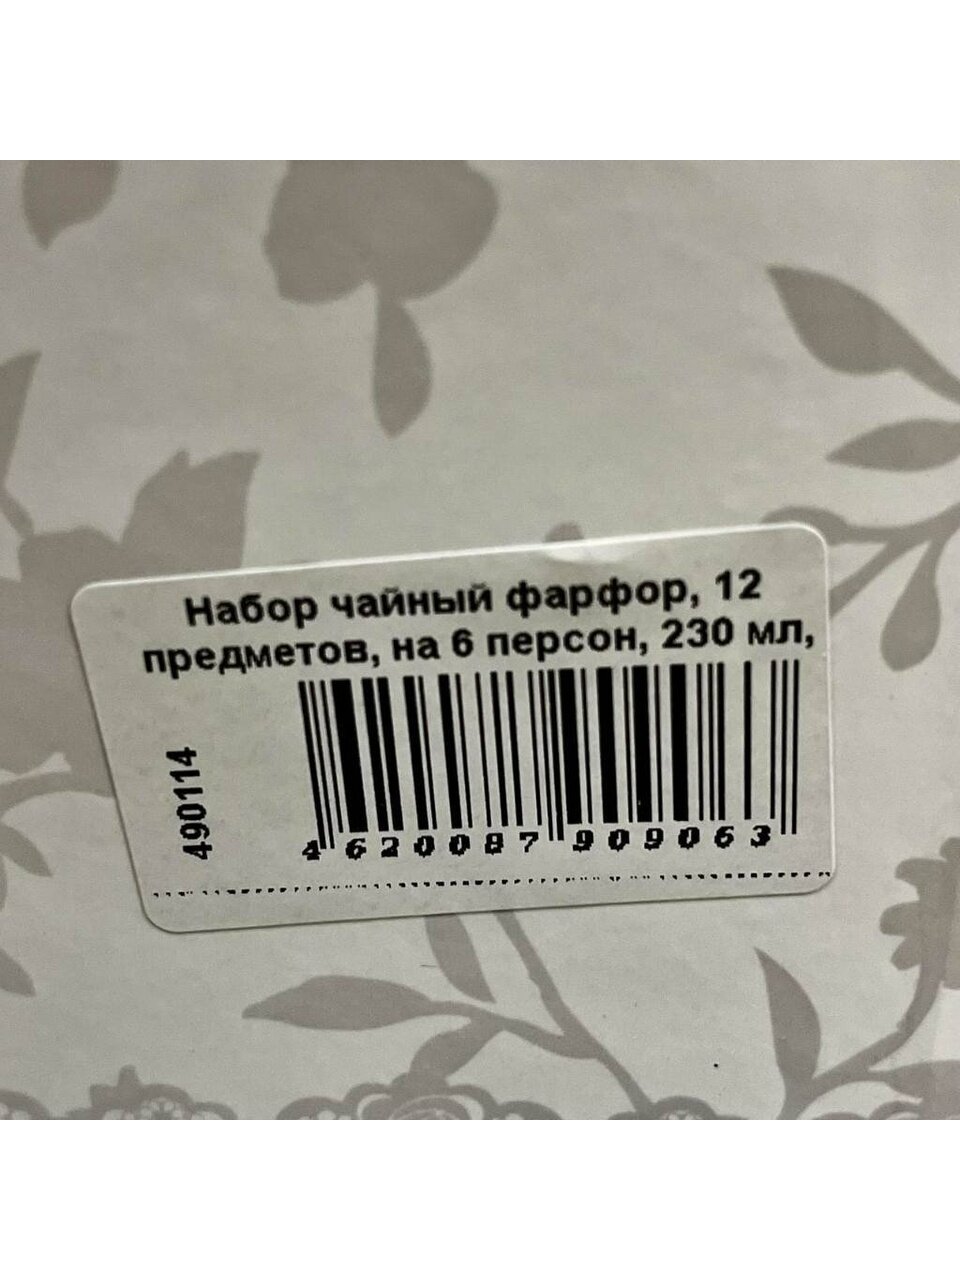 Набор чайный фарфор, 12
предметов, на 6 персон, 230 мл,
490114
4 620087 909063